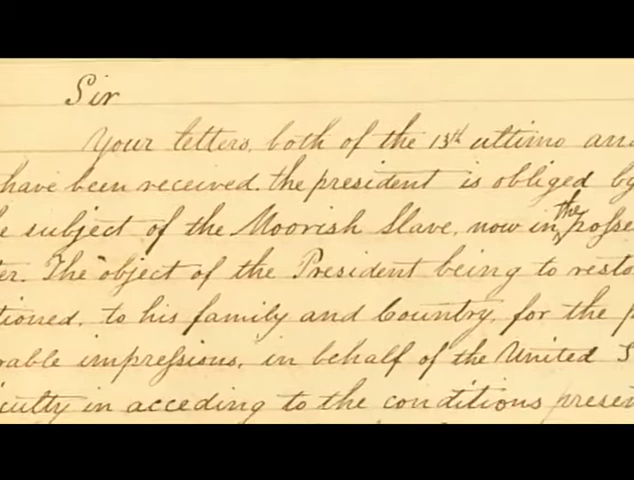 Sir
Your letters, both of the 13th ultimo and
have been received. the president is obliged by
e subject of the Moorish Slave, now in the posse
er. The object of the President being to resto
tioned, to his family and Country, for the p
rable impressions, in behalf of the United S
iculty in acceding to the conditions presen